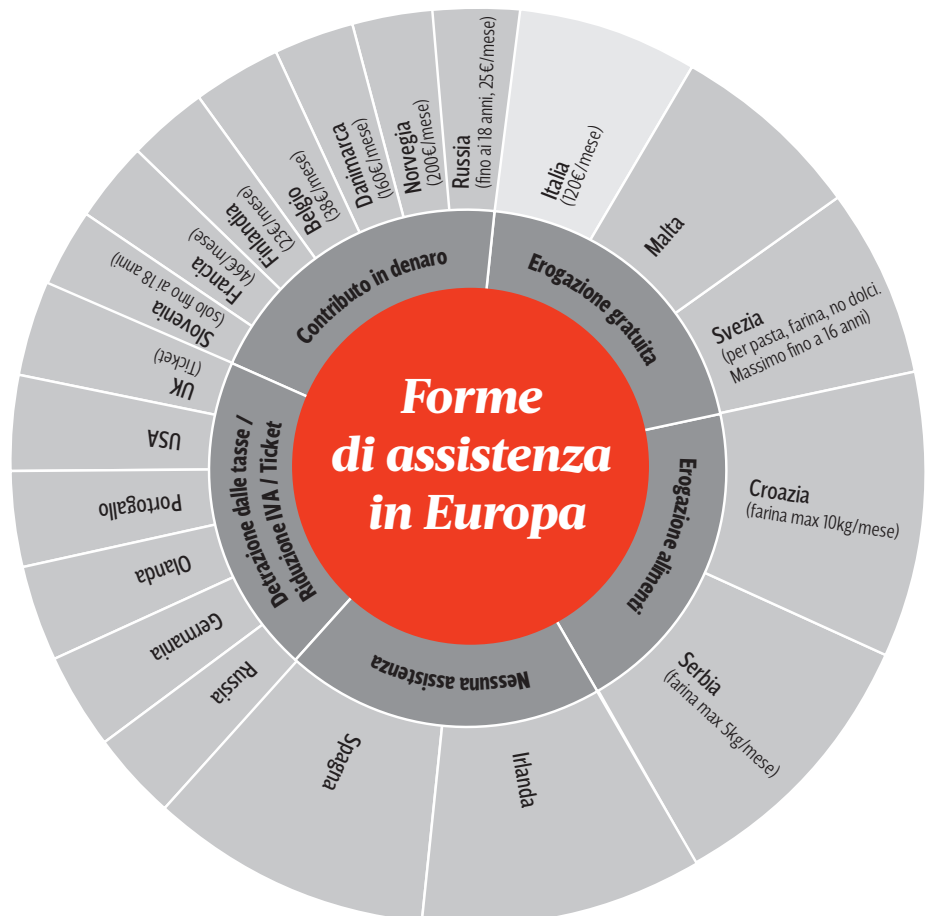 Forme
di assistenza
in Europa
Contributo in denaro
Slovenia
(solo fino ai 18 anni)
Francia
(46€/mese)
Finlandia
(23€/mese)
Belgio
(38€/mese)
Danimarca
(160€/mese)
Norvegia
(200€/mese)
Russia
(fino ai 18 anni, 25€/mese)
Erogazione gratuita
Italia
(120€/mese)
Malta
Svezia
(per pasta, farina, no dolci.
Massimo fino a 16 anni)
Erogazione alimenti
Croazia
(farina max 10kg/mese)
Serbia
(farina max 5kg/mese)
Nessuna assistenza
Irlanda
Spagna
Detrazione dalle tasse /
Riduzione IVA / Ticket
Russia
Germania
Olanda
Portogallo
USA
UK
(Ticket)